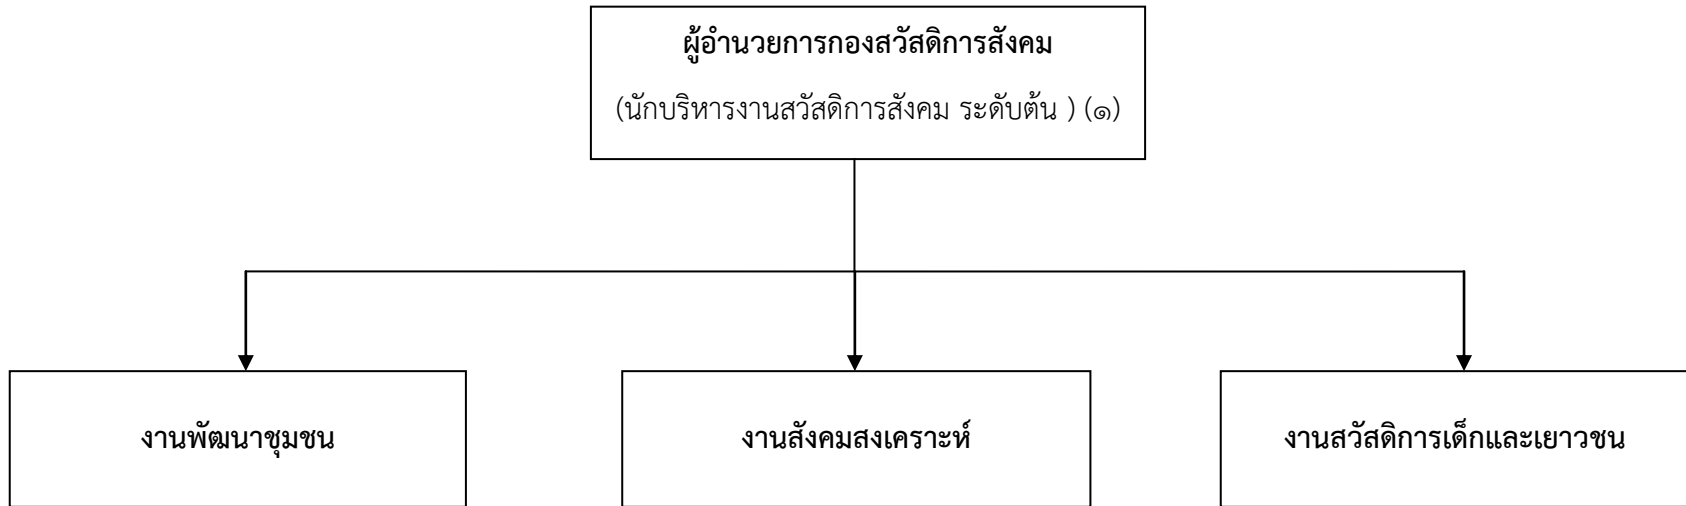 ผู้อำนวยการกองสวัสดิการสังคม
(นักบริหารงานสวัสดิการสังคม ระดับต้น ) (๑)
งานพัฒนาชุมชน
งานสังคมสงเคราะห์
งานสวัสดิการเด็กและเยาวชน